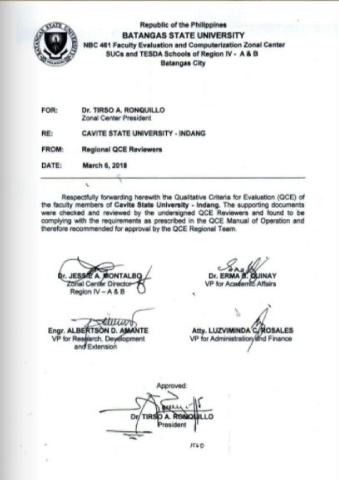 Republic of the Philippines
BATANGAS STATE UNIVERSITY
NBC 461 Faculty Evaluation and Computerization Zonal Center
SUCs and TESDA Schools of Region IV - A & B
Batangas City
FOR: Dr. TIRSO A. RONQUILLO
Zonal Center President
RE: CAVITE STATE UNIVERSITY - INDANG
FROM: Regional QCE Reviewers
DATE: March 6, 2018
Respectfully forwarding herewith the Qualitative Criteria for Evaluation (QCE) of
the faculty members of Cavite State University - Indang. The supporting documents
were checked and reviewed by the undersigned QCE Reviewers and found to be
complying with the requirements as prescribed in the QCE Manual of Operation and
therefore recommended for approval by the QCE Regional Team.
Dr. JESSIE A. MONTALBO
Zonal Center Director
Region IV – A & B
Dr. ERMA B. QUINAY
VP for Academic Affairs
Engr. ALBERTSON D. AMANTE
VP for Research, Development
and Extension
Atty. LUZVIMINDA C. ROSALES
VP for Administration and Finance
Approved:
Dr. TIRSO A. RONQUILLO
President